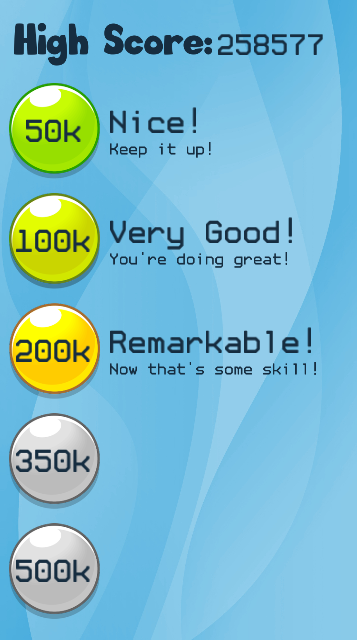 High Score: 258577
50k
Nice!
Keep it up!
100k
Very Good!
You're doing great!
200k
Remarkable!
Now that's some skill!
350k
500k